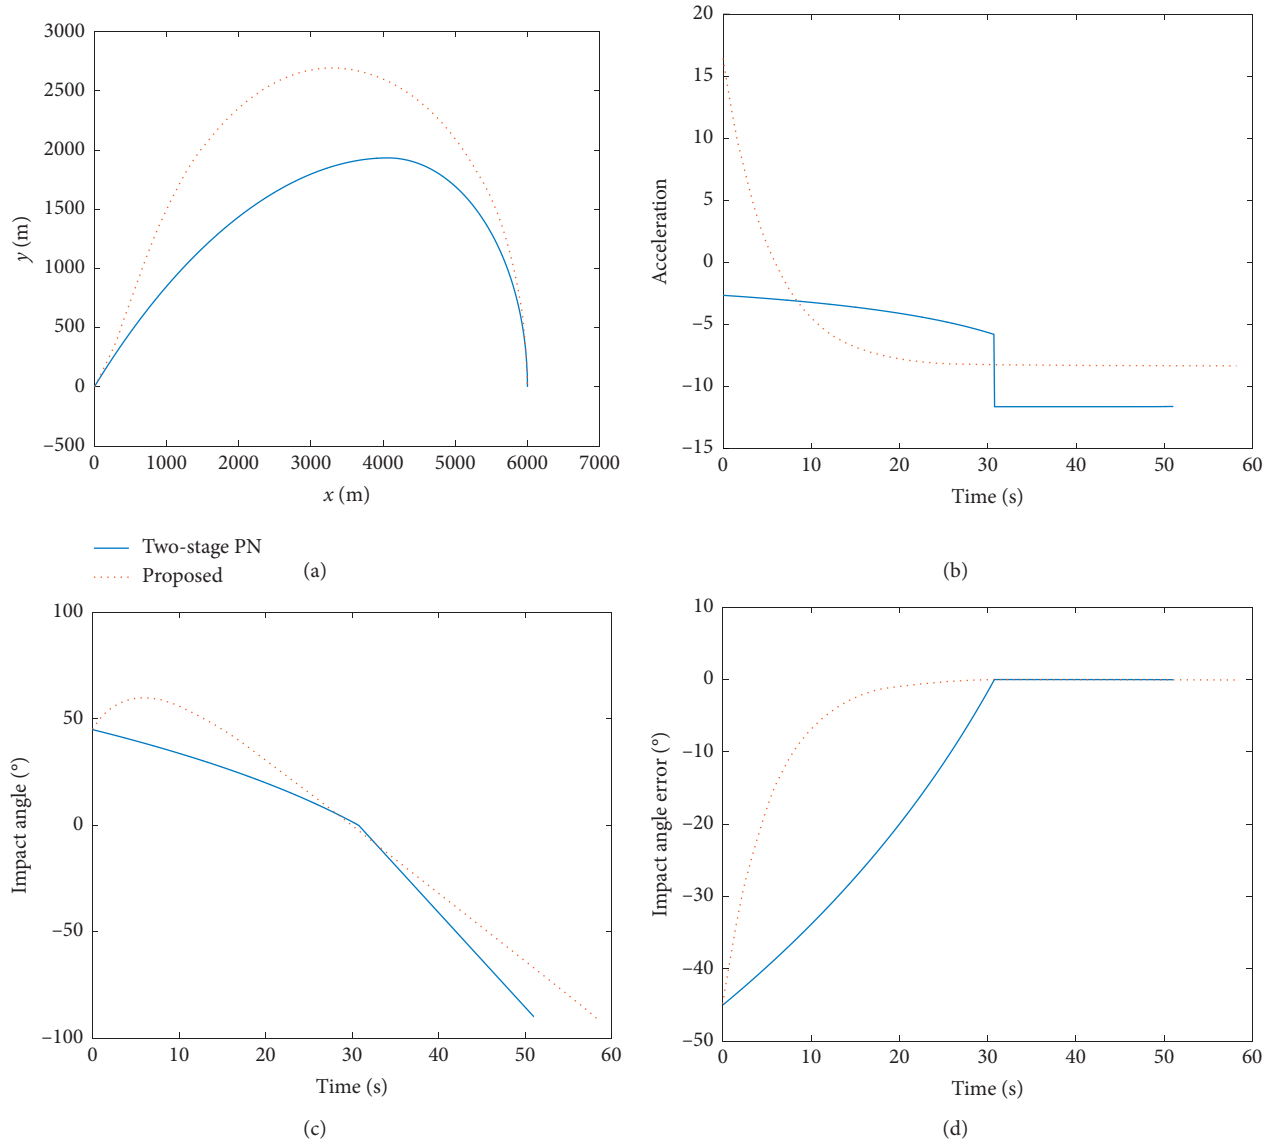 3000
2500
2000
1500
1000
500
0
–500
y (m)
0 1000 2000 3000 4000 5000 6000 7000
x (m)
Two-stage PN
Proposed
(a)
20
15
10
5
0
–5
–10
–15
Acceleration
0 10 20 30 40 50 60
Time (s)
(b)
100
50
0
–50
–100
Impact angle (°)
0 10 20 30 40 50 60
Time (s)
(c)
10
0
–10
–20
–30
–40
–50
Impact angle error (°)
0 10 20 30 40 50 60
Time (s)
(d)